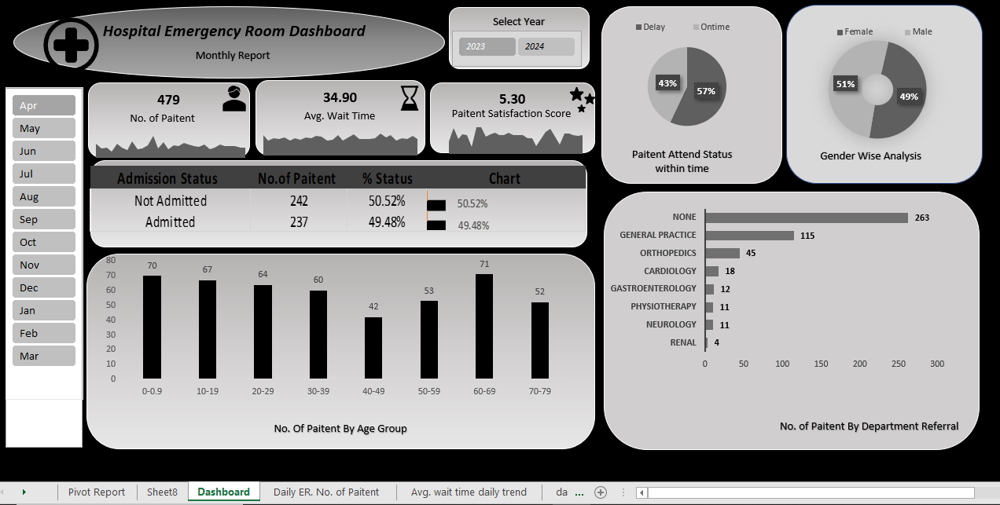 Hospital Emergency Room Dashboard
Monthly Report
Select Year
2023
2024
Apr
May
Jun
Jul
Aug
Sep
Oct
Nov
Dec
Jan
Feb
Mar
479
No. of Paitent
34.90
Avg. Wait Time
5.30
Paitent Satisfaction Score
Delay
Ontime
43%
57%
Paitent Attend Status
within time
Female
Male
51%
49%
Gender Wise Analysis
Admission Status No.of Paitent % Status Chart
Not Admitted 242 50.52% 50.52%
Admitted 237 49.48% 49.48%
80
70
60
50
40
30
20
10
0
70
67
64
60
42
53
71
52
0-0.9
10-19
20-29
30-39
40-49
50-59
60-69
70-79
No. Of Paitent By Age Group
NONE 263
GENERAL PRACTICE 115
ORTHOPEDICS 45
CARDIOLOGY 18
GASTROENTEROLOGY 12
PHYSIOTHERAPY 11
NEUROLOGY 11
RENAL 4
0 50 100 150 200 250 300
No. of Paitent By Department Referral
Pivot Report
Sheet8
Dashboard
Daily ER. No. of Paitent
Avg. wait time daily trend
da ...